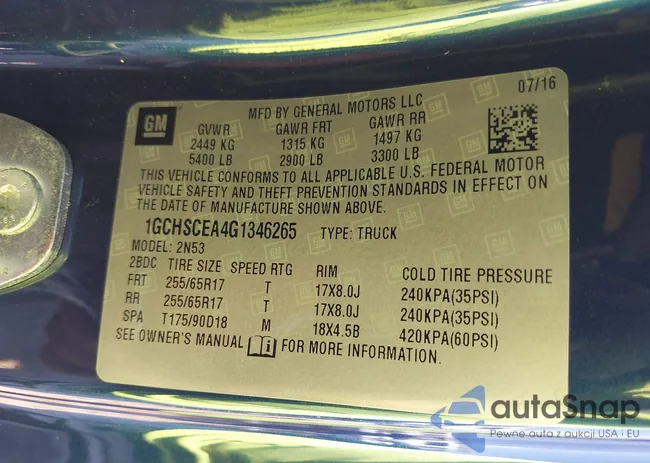 07/16
GM
MFD BY GENERAL MOTORS LLC
GVWR GAWR FRT GAWR RR
2449 KG 1315 KG 1497 KG
5400 LB 2900 LB 3300 LB
THIS VEHICLE CONFORMS TO ALL APPLICABLE U.S. FEDERAL MOTOR
VEHICLE SAFETY AND THEFT PREVENTION STANDARDS IN EFFECT ON
THE DATE OF MANUFACTURE SHOWN ABOVE.
1GCHSCEA4G1346265 TYPE: TRUCK
MODEL: 2N53
2BDC TIRE SIZE SPEED RTG RIM COLD TIRE PRESSURE
FRT 255/65R17 T 17X8.0J 240KPA(35PSI)
RR 255/65R17 T 17X8.0J 240KPA(35PSI)
SPA T175/90D18 M 18X4.5B 420KPA(60PSI)
SEE OWNER'S MANUAL FOR MORE INFORMATION.
autaSnap
Pewne auta z aukcji USA i EU